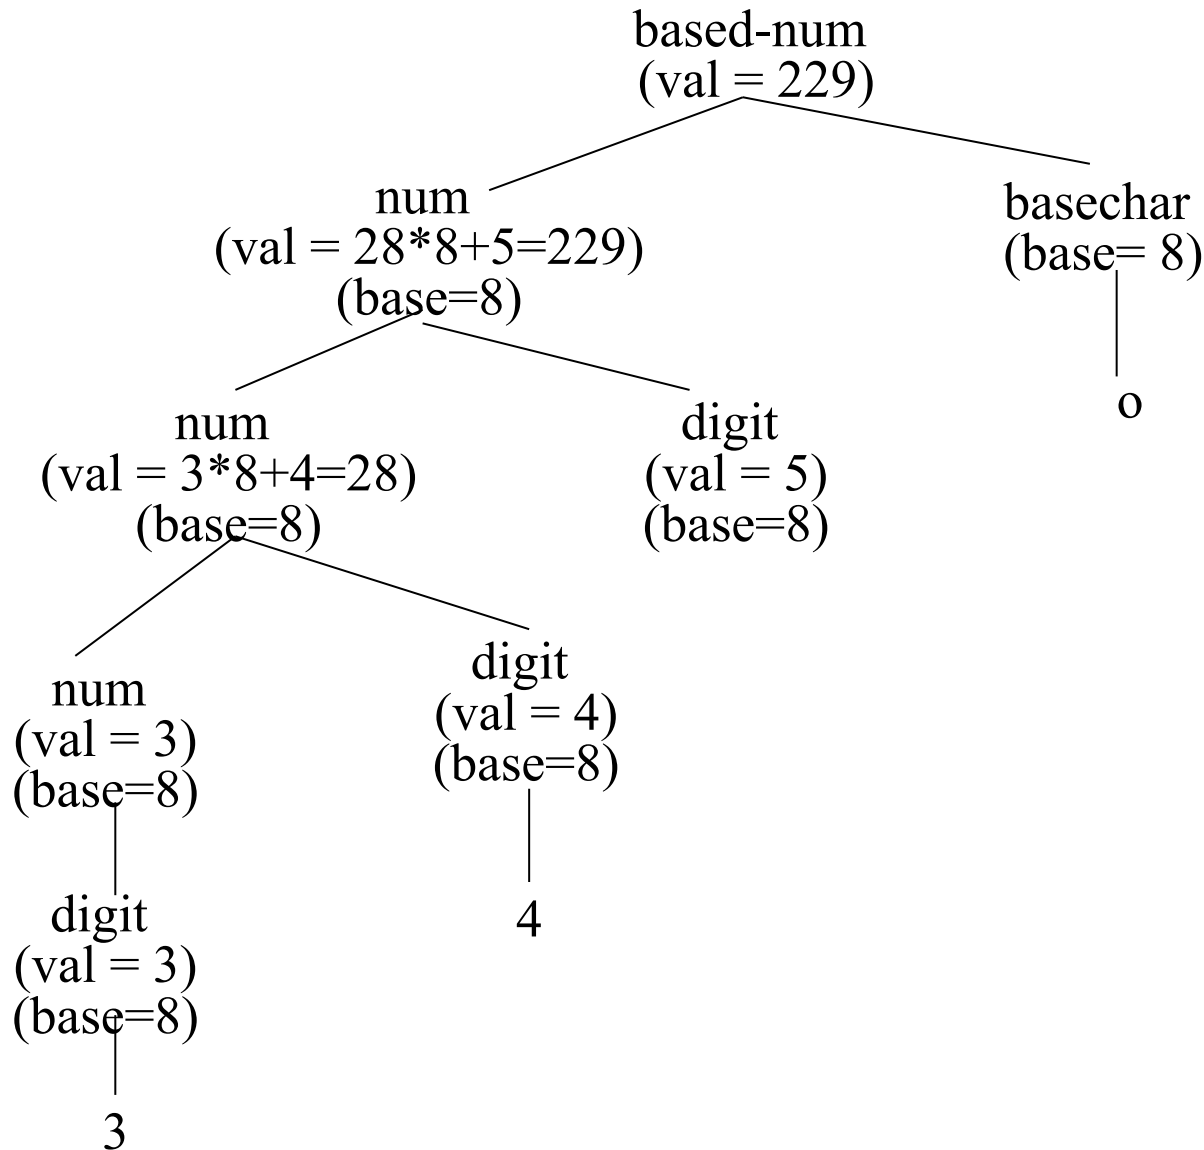 based-num
(val = 229)
num
(val = 28*8+5=229)
(base=8)
basechar
(base= 8)
o
num
(val = 3*8+4=28)
(base=8)
digit
(val = 5)
(base=8)
num
(val = 3)
(base=8)
digit
(val = 4)
(base=8)
4
digit
(val = 3)
(base=8)
3